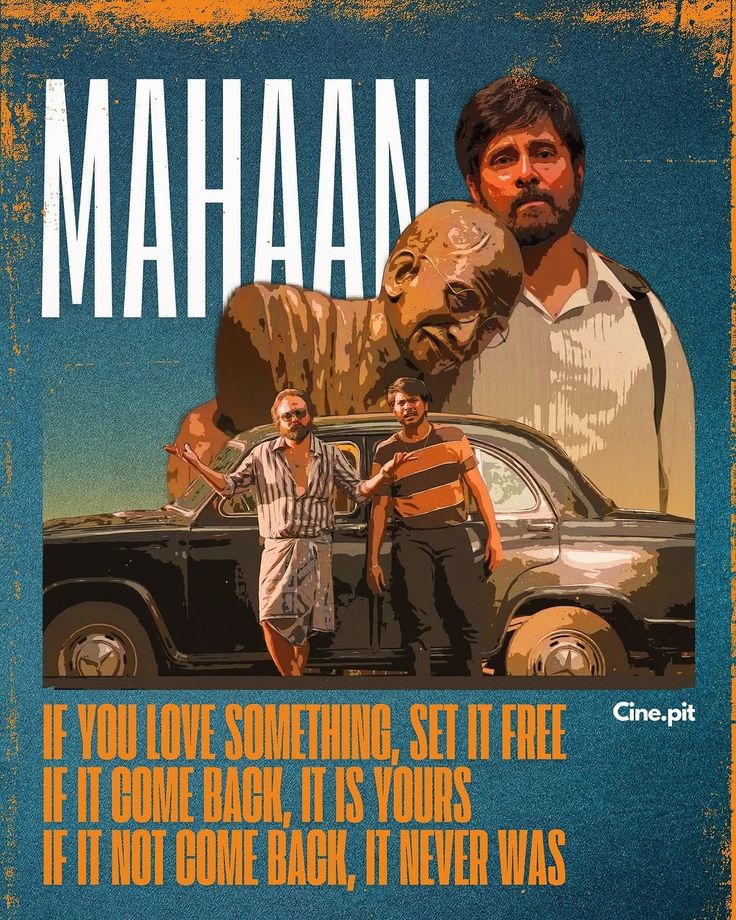 MAHAAN
Cine.pit
IF YOU LOVE SOMETHING, SET IT FREE
IF IT COME BACK, IT IS YOURS
IF IT NOT COME BACK, IT NEVER WAS